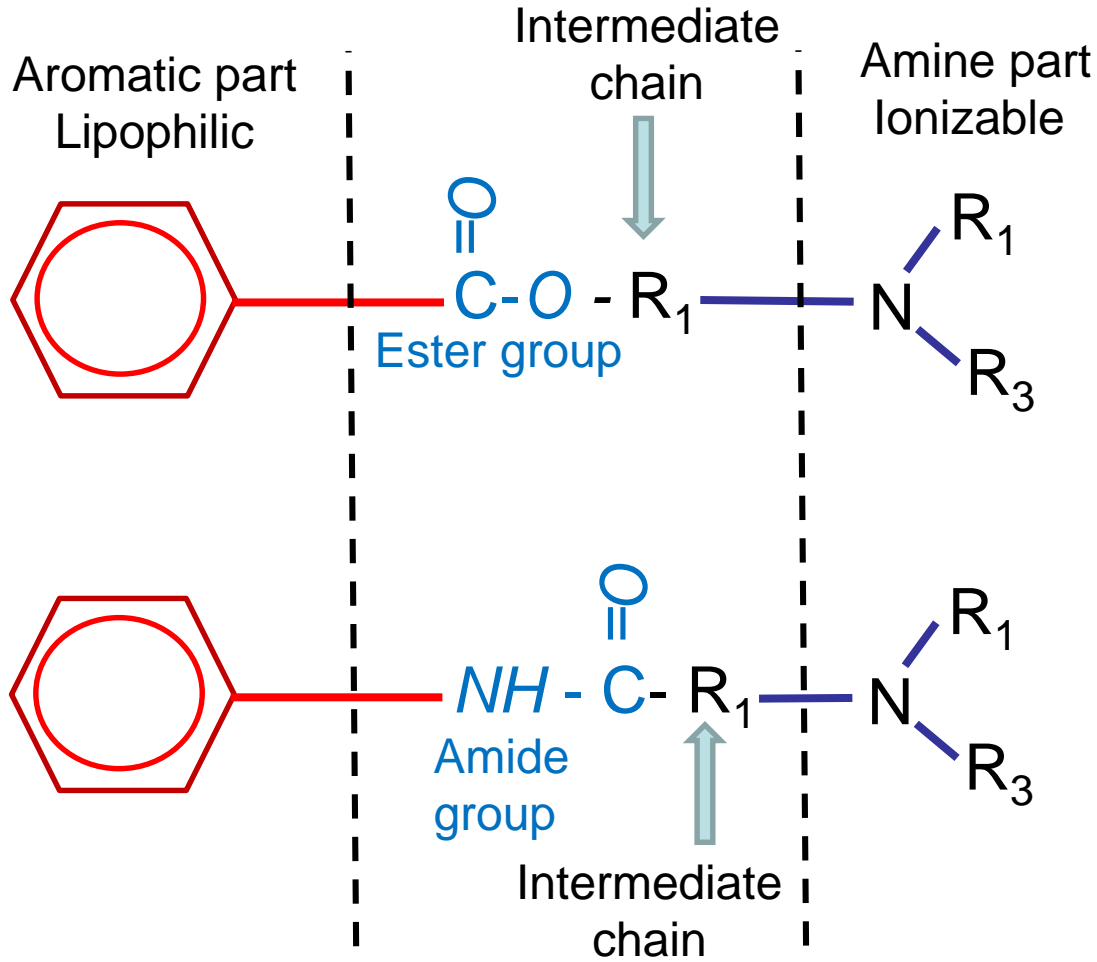 Intermediate
chain
Aromatic part
Lipophilic
Amine part
Ionizable
O
C- O - R₁
N
R₁
R₃
Ester group
O
NH - C- R₁
N
R₁
R₃
Amide
group
Intermediate
chain